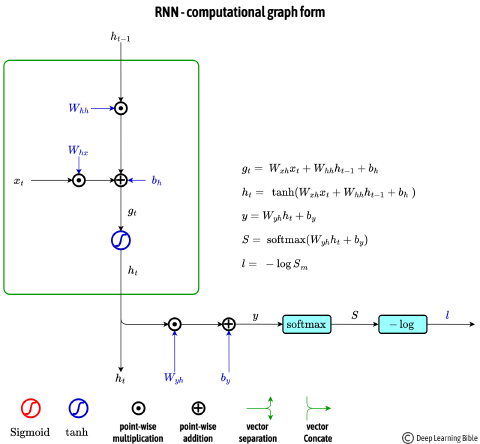 RNN - computational graph form
h_{t-1}
W_{hh}
W_{hx}
x_t
b_h
g_t
h_t
g_t = W_{xh}x_t + W_{hh}h_{t-1} + b_h
h_t = tanh(W_{xh}x_t + W_{hh}h_{t-1} + b_h )
y = W_{yh}h_t + b_y
S = softmax(W_{yh}h_t + b_y)
l = − log S_m
y
softmax
S
− log
l
h_t
W_{yh}
b_y
Sigmoid
tanh
point-wise
multiplication
point-wise
addition
vector
separation
vector
Concate
© Deep Learning Bible